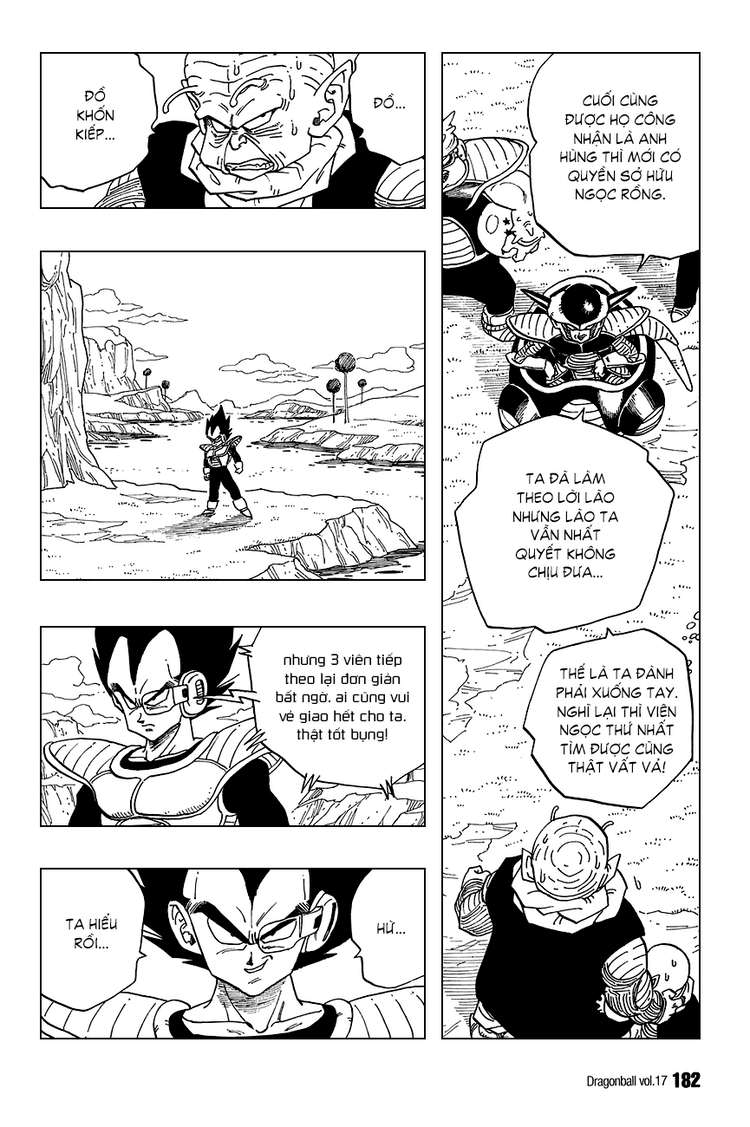 CUỐI CÙNG
ĐƯỢC HỌ CÔNG
NHẬN LÀ ANH
HÙNG THÌ MỚI CÓ
QUYỀN SỞ HỮU
NGỌC RỒNG.
TA ĐÃ LÀM
THEO LỜI LÃO
NHƯNG LÃO TA
VẪN NHẤT
QUYẾT KHÔNG
CHỊU ĐƯA...
THẾ LÀ TA ĐÀNH
PHẢI XUỐNG TAY.
NGHĨ LẠI THÌ VIÊN
NGỌC THỨ NHẤT
TÌM ĐƯỢC CŨNG
THẬT VẤT VẢ!
ĐỒ...
ĐỒ
KHỐN
KIẾP...
nhưng 3 viên tiếp
theo lại đơn giản
bất ngờ. ai cũng vui
vẻ giao hết cho ta.
thật tốt bụng!
HỪ...
TA HIỂU
RỒI...
Dragonball vol.17 182